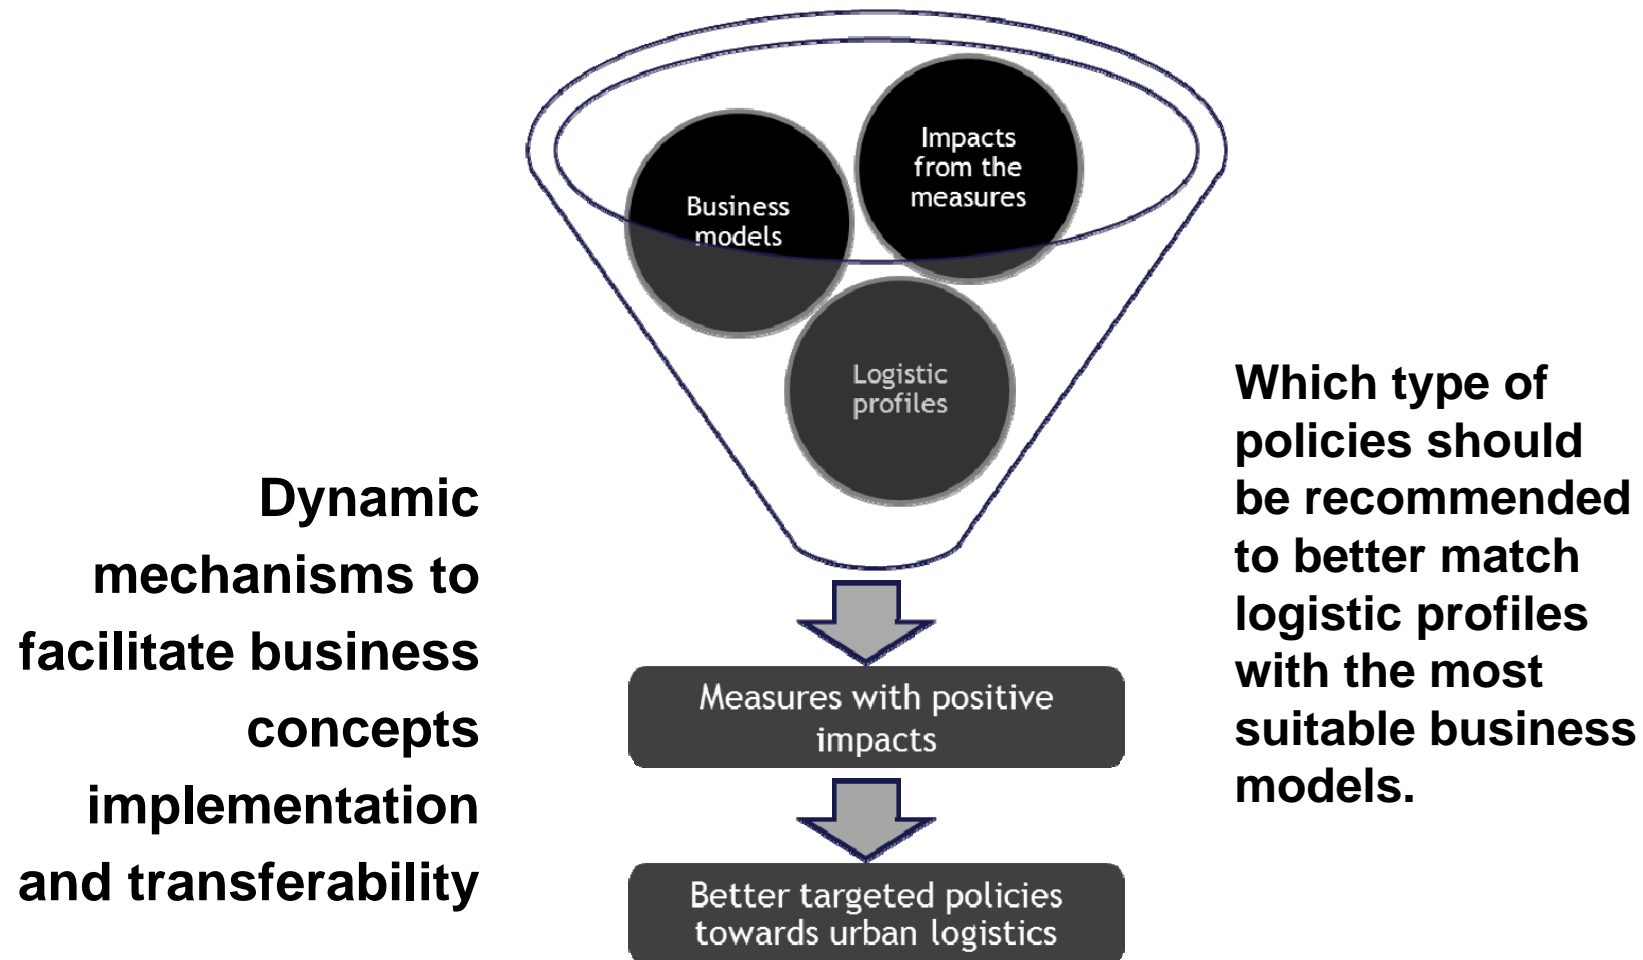 Impacts
from the
measures
Business
models
Logistic
profiles
Dynamic
mechanisms to
facilitate business
concepts
implementation
and transferability
Which type of
policies should
be recommended
to better match
logistic profiles
with the most
suitable business
models.
Measures with positive
impacts
Better targeted policies
towards urban logistics